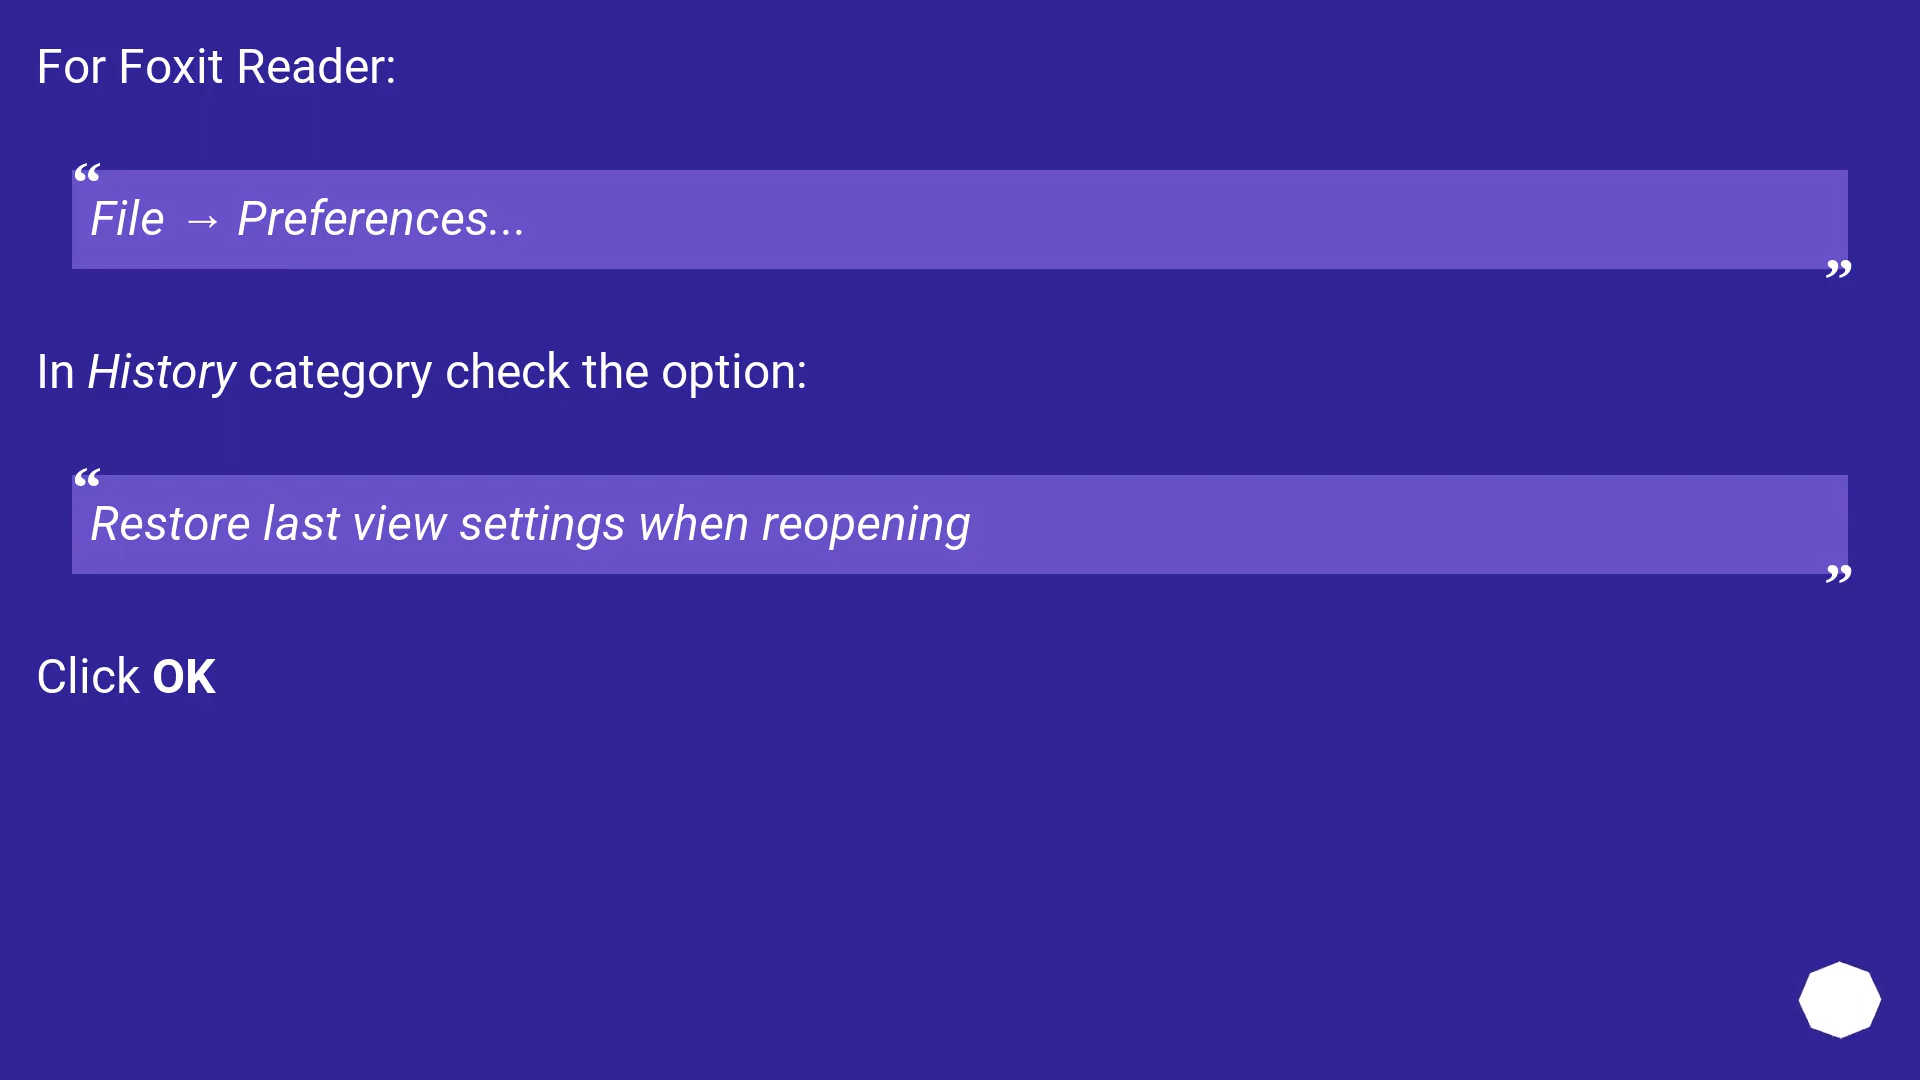 For Foxit Reader:
“
File → Preferences...
”
In History category check the option:
“
Restore last view settings when reopening
”
Click OK